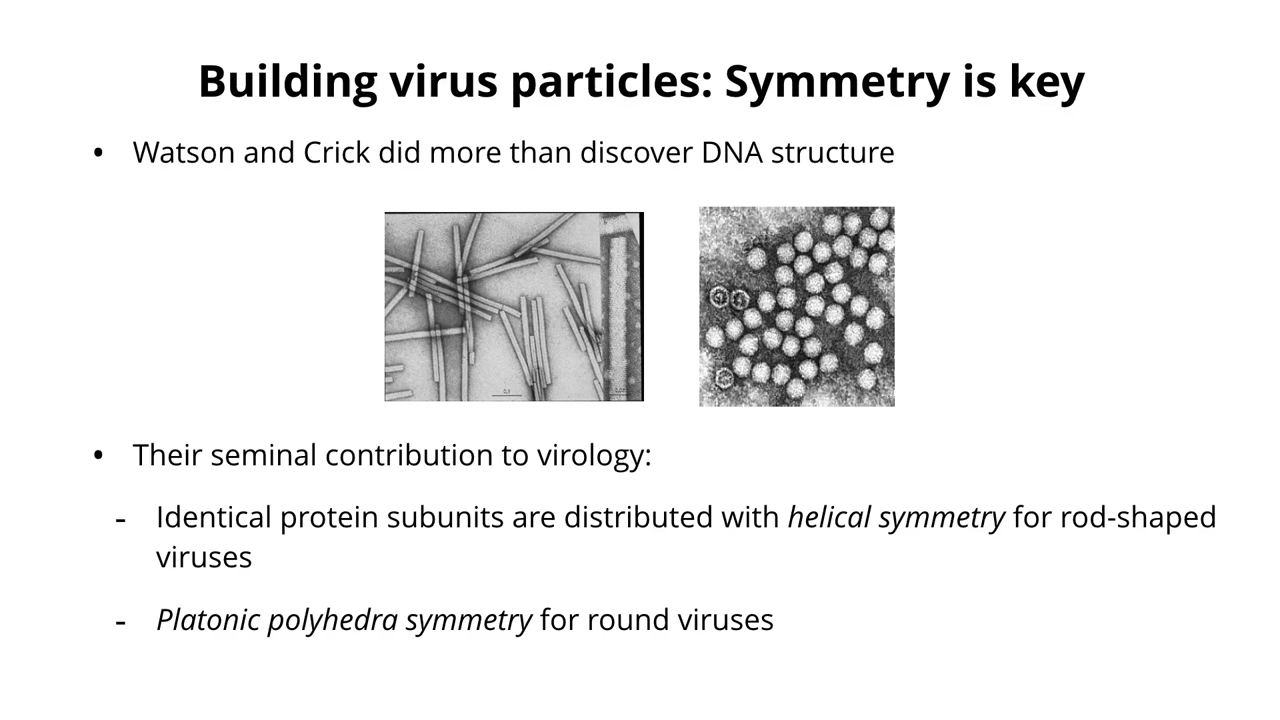 Building virus particles: Symmetry is key
• Watson and Crick did more than discover DNA structure
• Their seminal contribution to virology:
- Identical protein subunits are distributed with helical symmetry for rod-shaped
viruses
- Platonic polyhedra symmetry for round viruses